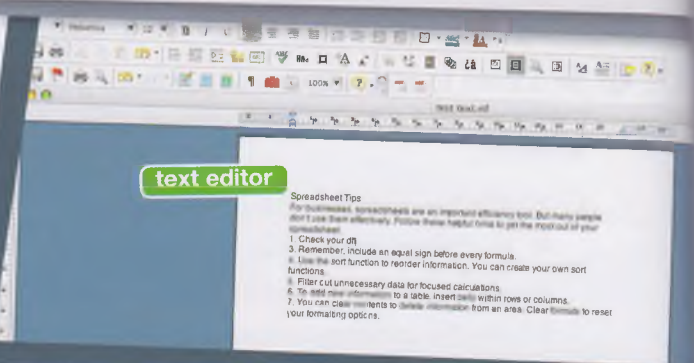 Helvetica
100%
text editor
Spreadsheet Tips
For businesses, spreadsheets are an important efficiency tool. But many people
don't use them effectively. Follow these helpful hints to get the most out of your
spreadsheet.
1. Check your
3. Remember, include an equal sign before every formula.
sort function to reorder information. You can create your own sort
functions.
Filter out unnecessary data for focused calculations.
6. To add new information to a table, insert within rows or columns.
7. You can clear contents to delete information from an area. Clear to reset
your formatting options.